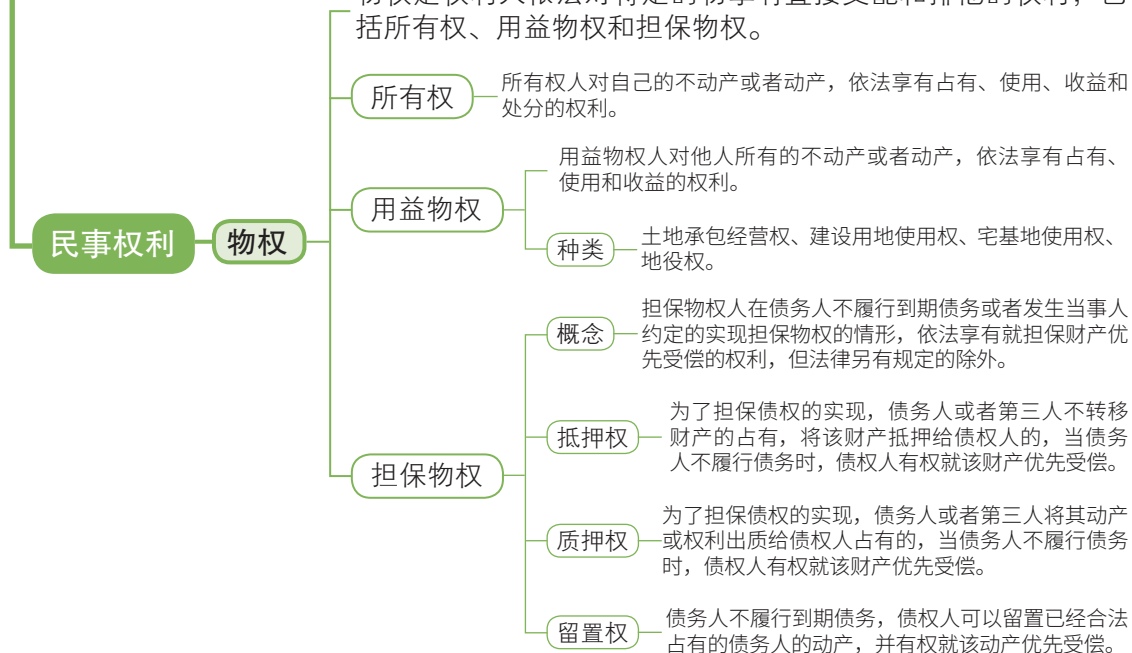 括所有权、用益物权和担保物权。
所有权
所有权人对自己的不动产或者动产，依法享有占有、使用、收益和
处分的权利。
用益物权人对他人所有的不动产或者动产，依法享有占有、
使用和收益的权利。
用益物权
种类
土地承包经营权、建设用地使用权、宅基地使用权、
地役权。
民事权利
物权
概念
担保物权人在债务人不履行到期债务或者发生当事人
约定的实现担保物权的情形，依法享有就担保财产优
先受偿的权利，但法律另有规定的除外。
抵押权
为了担保债权的实现，债务人或者第三人不转移
财产的占有，将该财产抵押给债权人的，当债务
人不履行债务时，债权人有权就该财产优先受偿。
担保物权
质押权
为了担保债权的实现，债务人或者第三人将其动产
或权利出质给债权人占有的，当债务人不履行债务
时，债权人有权就该财产优先受偿。
留置权
债务人不履行到期债务，债权人可以留置已经合法
占有的债务人的动产，并有权就该动产优先受偿。